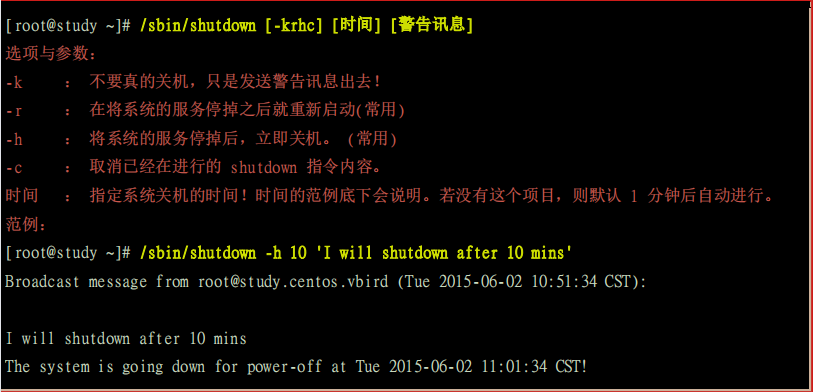 [root@study ~]# /sbin/shutdown [-krhc] [时间] [警告讯息]
选项与参数：
-k ： 不要真的关机，只是发送警告讯息出去！
-r ： 在将系统的服务停掉之后就重新启动(常用)
-h ： 将系统的服务停掉后，立即关机。 (常用)
-c ： 取消已经在进行的 shutdown 指令内容。
时间 ： 指定系统关机的时间！时间的范例底下会说明。若没有这个项目，则默认 1 分钟后自动进行。
范例：
[root@study ~]# /sbin/shutdown -h 10 'I will shutdown after 10 mins'
Broadcast message from root@study.centos.vbird (Tue 2015-06-02 10:51:34 CST):
I will shutdown after 10 mins
The system is going down for power-off at Tue 2015-06-02 11:01:34 CST!